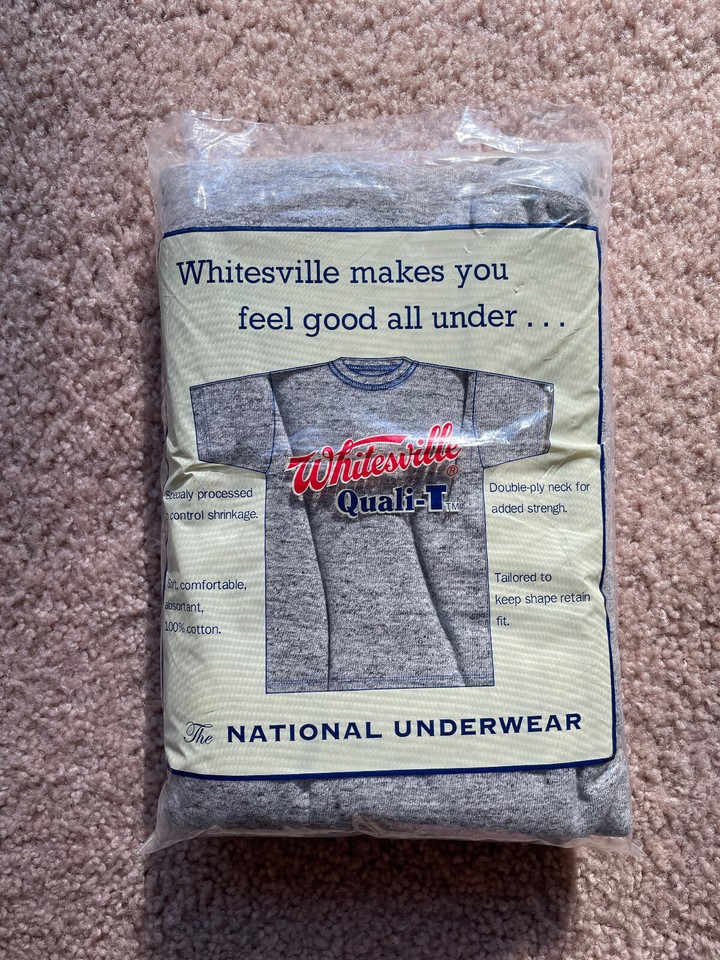 Whitesville makes you
feel good all under . . .
Whitesville®
Quali-T™
processed
control shrinkage.
Double-ply neck for
added strengh.
comfortable,
100% cotton.
Tailored to
keep shape retain
fit.
The NATIONAL UNDERWEAR